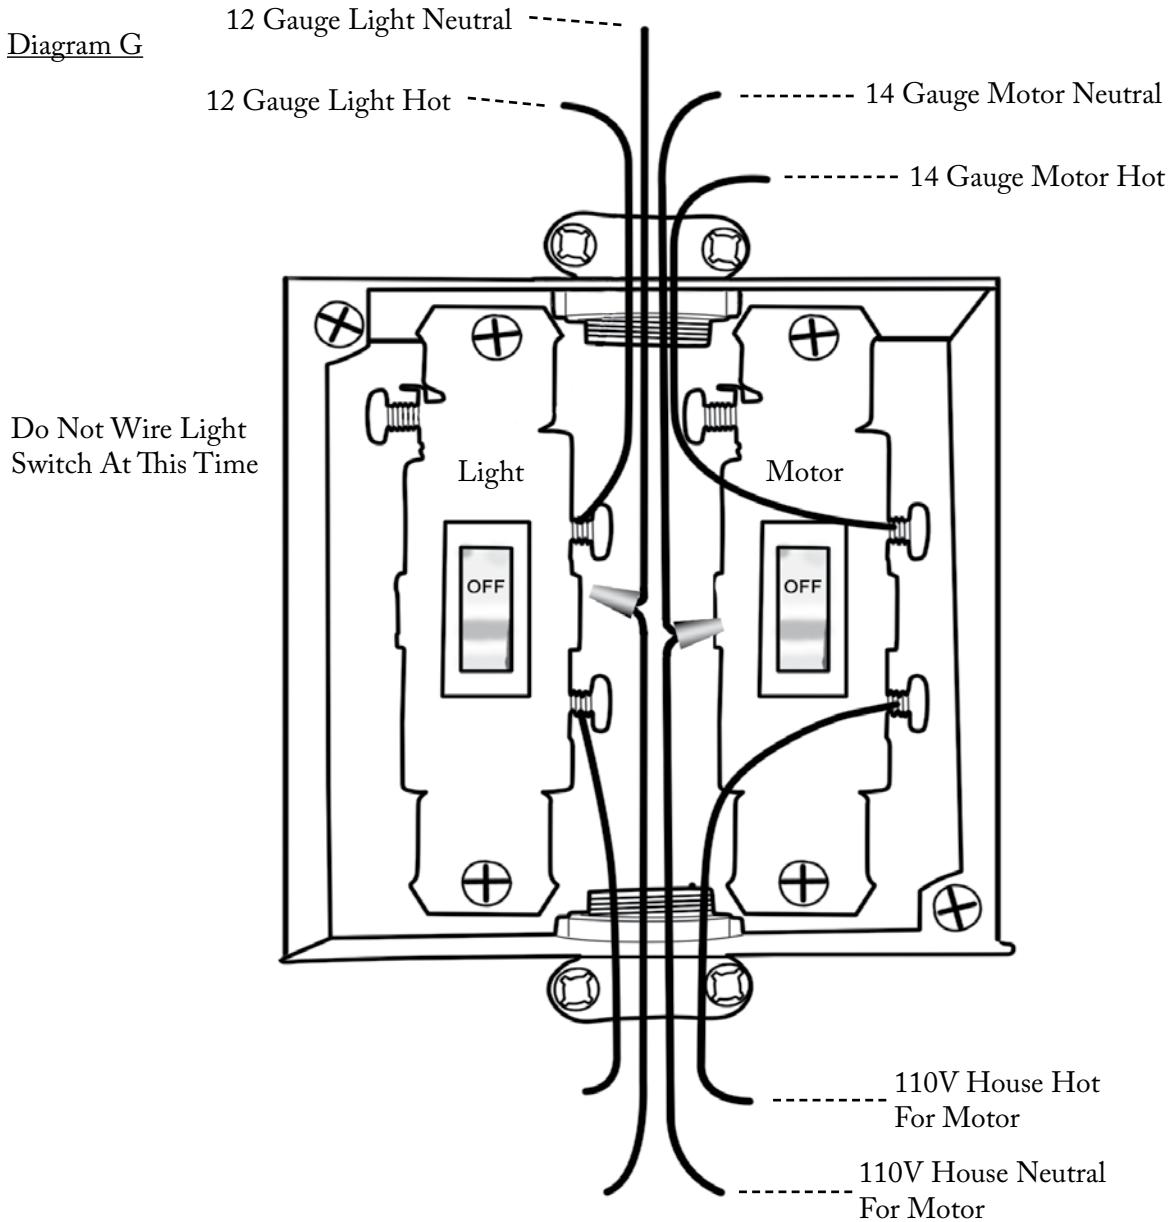 Diagram G
12 Gauge Light Neutral
12 Gauge Light Hot
14 Gauge Motor Neutral
14 Gauge Motor Hot
Do Not Wire Light
Switch At This Time
Light
Motor
OFF
OFF
110V House Hot
For Motor
110V House Neutral
For Motor